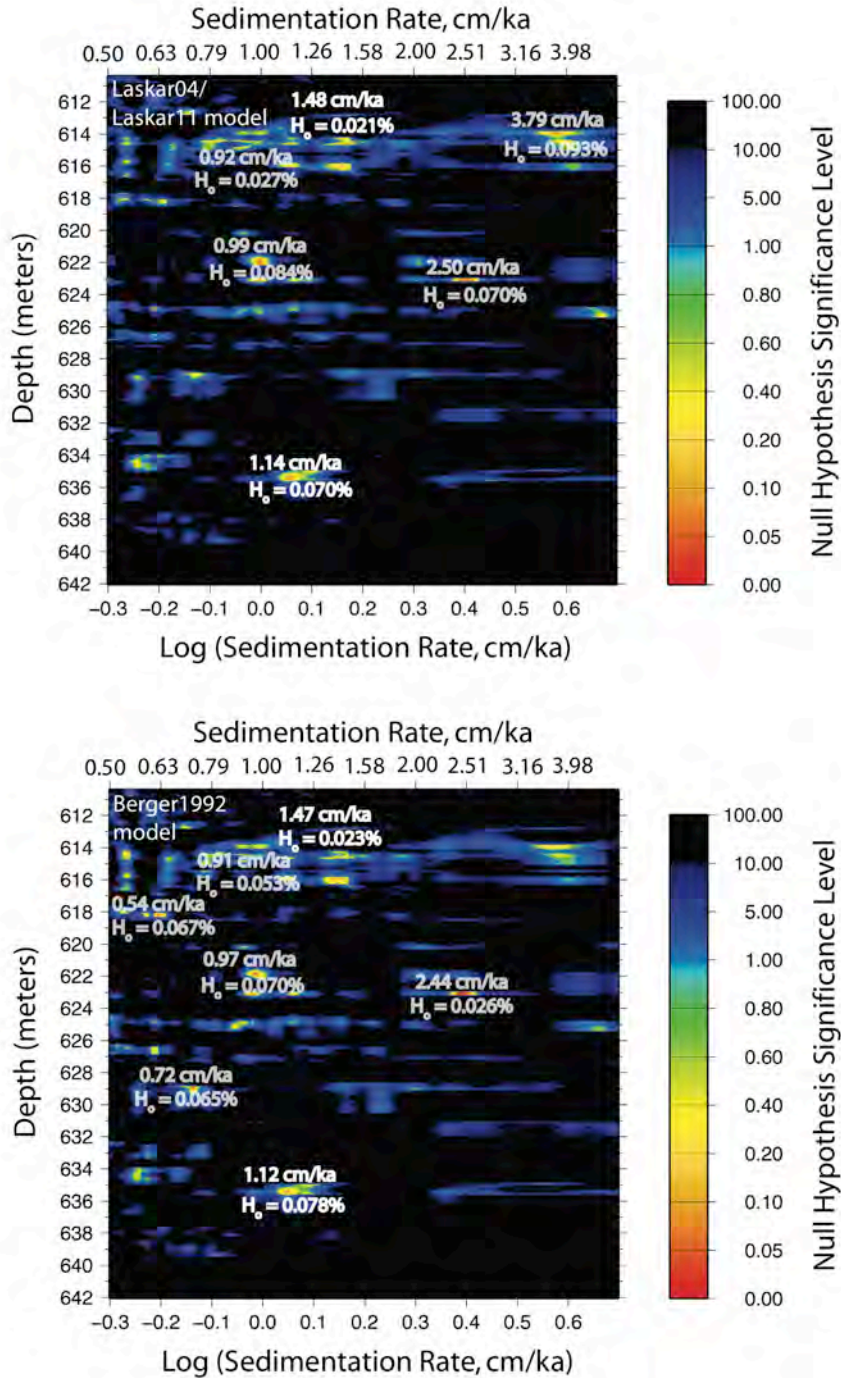 Sedimentation Rate, cm/ka
0.50 0.63 0.79 1.00 1.26 1.58 2.00 2.51 3.16 3.98
Laskar04/
Laskar11 model
1.48 cm/ka
Ho = 0.021%
3.79 cm/ka
Ho = 0.093%
0.92 cm/ka
Ho = 0.027%
0.99 cm/ka
Ho = 0.084%
2.50 cm/ka
Ho = 0.070%
1.14 cm/ka
Ho = 0.070%
Depth (meters)
612
614
616
618
620
622
624
626
628
630
632
634
636
638
640
642
−0.3 −0.2 −0.1 0.0 0.1 0.2 0.3 0.4 0.5 0.6
Log (Sedimentation Rate, cm/ka)
100.00
10.00
5.00
1.00
0.80
0.60
0.40
0.20
0.10
0.05
0.00
Null Hypothesis Significance Level
Sedimentation Rate, cm/ka
0.50 0.63 0.79 1.00 1.26 1.58 2.00 2.51 3.16 3.98
Berger1992
model
1.47 cm/ka
Ho = 0.023%
0.91 cm/ka
Ho = 0.053%
0.54 cm/ka
Ho = 0.067%
0.97 cm/ka
Ho = 0.070%
2.44 cm/ka
Ho = 0.026%
0.72 cm/ka
Ho = 0.065%
1.12 cm/ka
Ho = 0.078%
Depth (meters)
612
614
616
618
620
622
624
626
628
630
632
634
636
638
640
642
−0.3 −0.2 −0.1 0.0 0.1 0.2 0.3 0.4 0.5 0.6
Log (Sedimentation Rate, cm/ka)
100.00
10.00
5.00
1.00
0.80
0.60
0.40
0.20
0.10
0.05
0.00
Null Hypothesis Significance Level